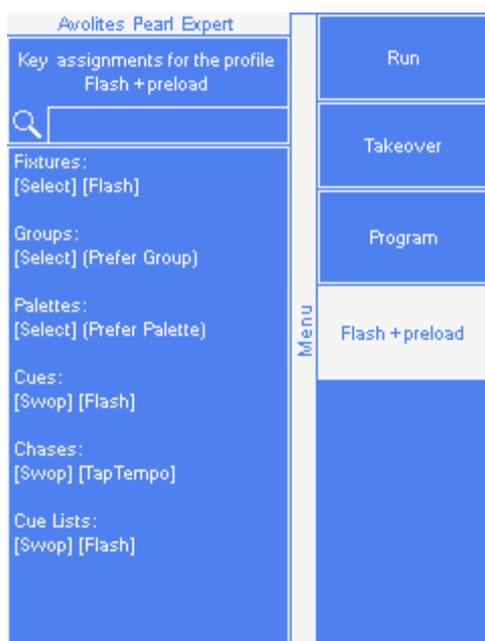 Avolites Pearl Expert
Key assignments for the profile
Flash + preload
Fixtures:
[Select] [Flash]
Groups:
[Select] (Prefer Group)
Palettes:
[Select] (Prefer Palette)
Cues:
[Swop] [Flash]
Chases:
[Swop] [TapTempo]
Cue Lists:
[Swop] [Flash]
Menu
Run
Takeover
Program
Flash + preload